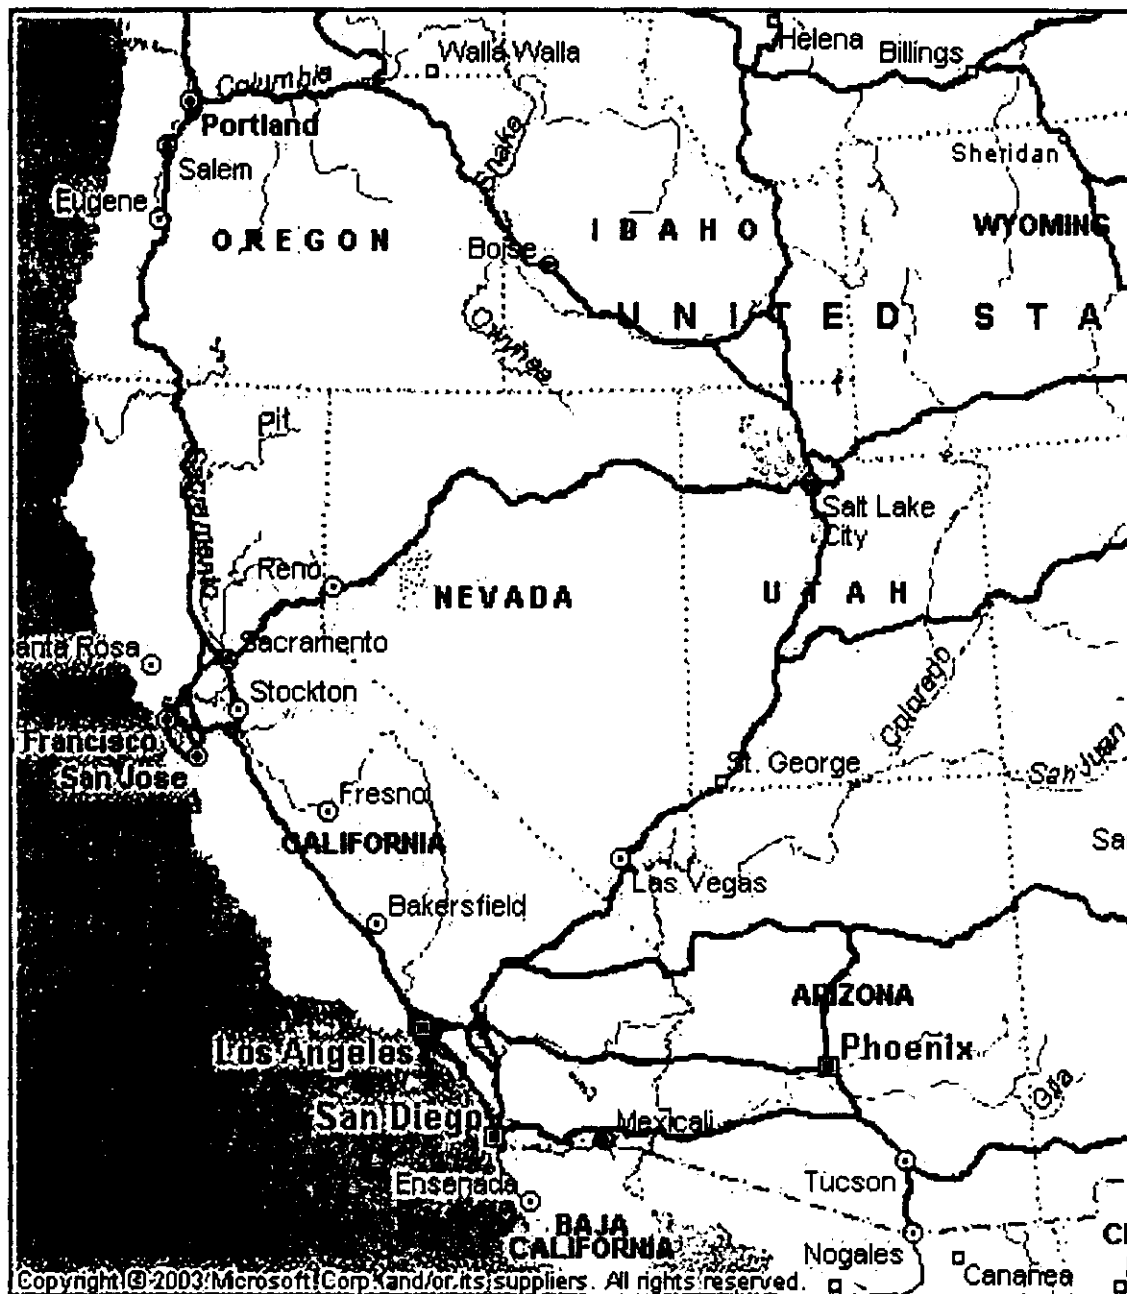 Helena
Billings
Walla Walla
Columbia
Portland
Snake
Sheridan
Salem
Eugene
OREGON
IDAHO
WYOMING
Boise
UNITED STA
Owyhee
Pit
Sacramento
Salt Lake
City
Reno
NEVADA
UTAH
anta Rosa
Sacramento
Stockton
Colorado
Francisco
San Jose
St. George
San Juan
Fresno
CALIFORNIA
Sa
Las Vegas
Bakersfield
ARIZONA
Los Angeles
Phoenix
Gila
San Diego
Mexicali
Ensenada
Tucson
BAJA
CALIFORNIA
Nogales
Cananea
Copyright © 2003 Microsoft Corp. and/or its suppliers. All rights reserved.